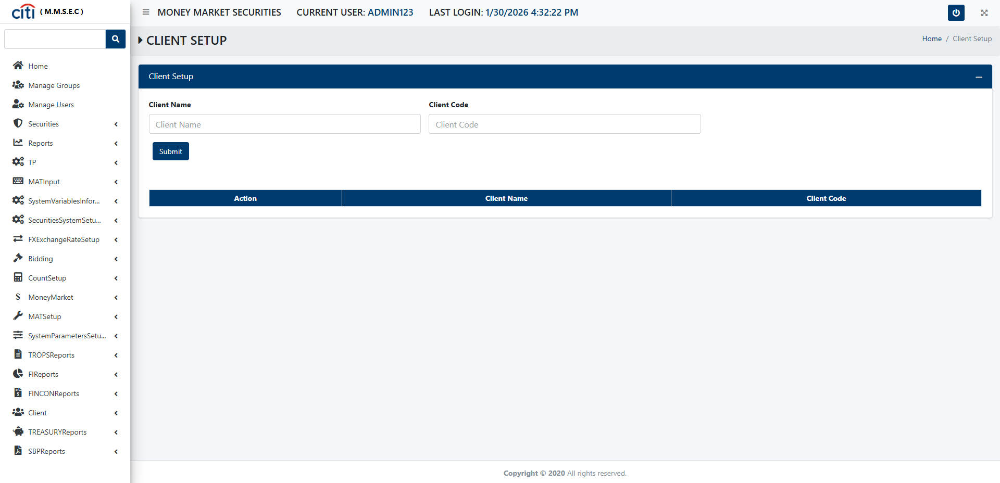 citi ( M.M.S.E.C )
MONEY MARKET SECURITIES CURRENT USER: ADMIN123 LAST LOGIN: 1/30/2026 4:32:22 PM
CLIENT SETUP
Home / Client Setup
Home
Manage Groups
Manage Users
Securities
Reports
TP
MATInput
SystemVariablesInfor...
SecuritiesSystemSetu...
FXExchangeRateSetup
Bidding
CountSetup
MoneyMarket
MATSetup
SystemParametersSetu...
TROPSReports
FIReports
FINCONReports
Client
TREASURYReports
SBPReports
Client Setup
Client Name Client Code
Client Name Client Code
Submit
Action Client Name Client Code
Copyright © 2020 All rights reserved.